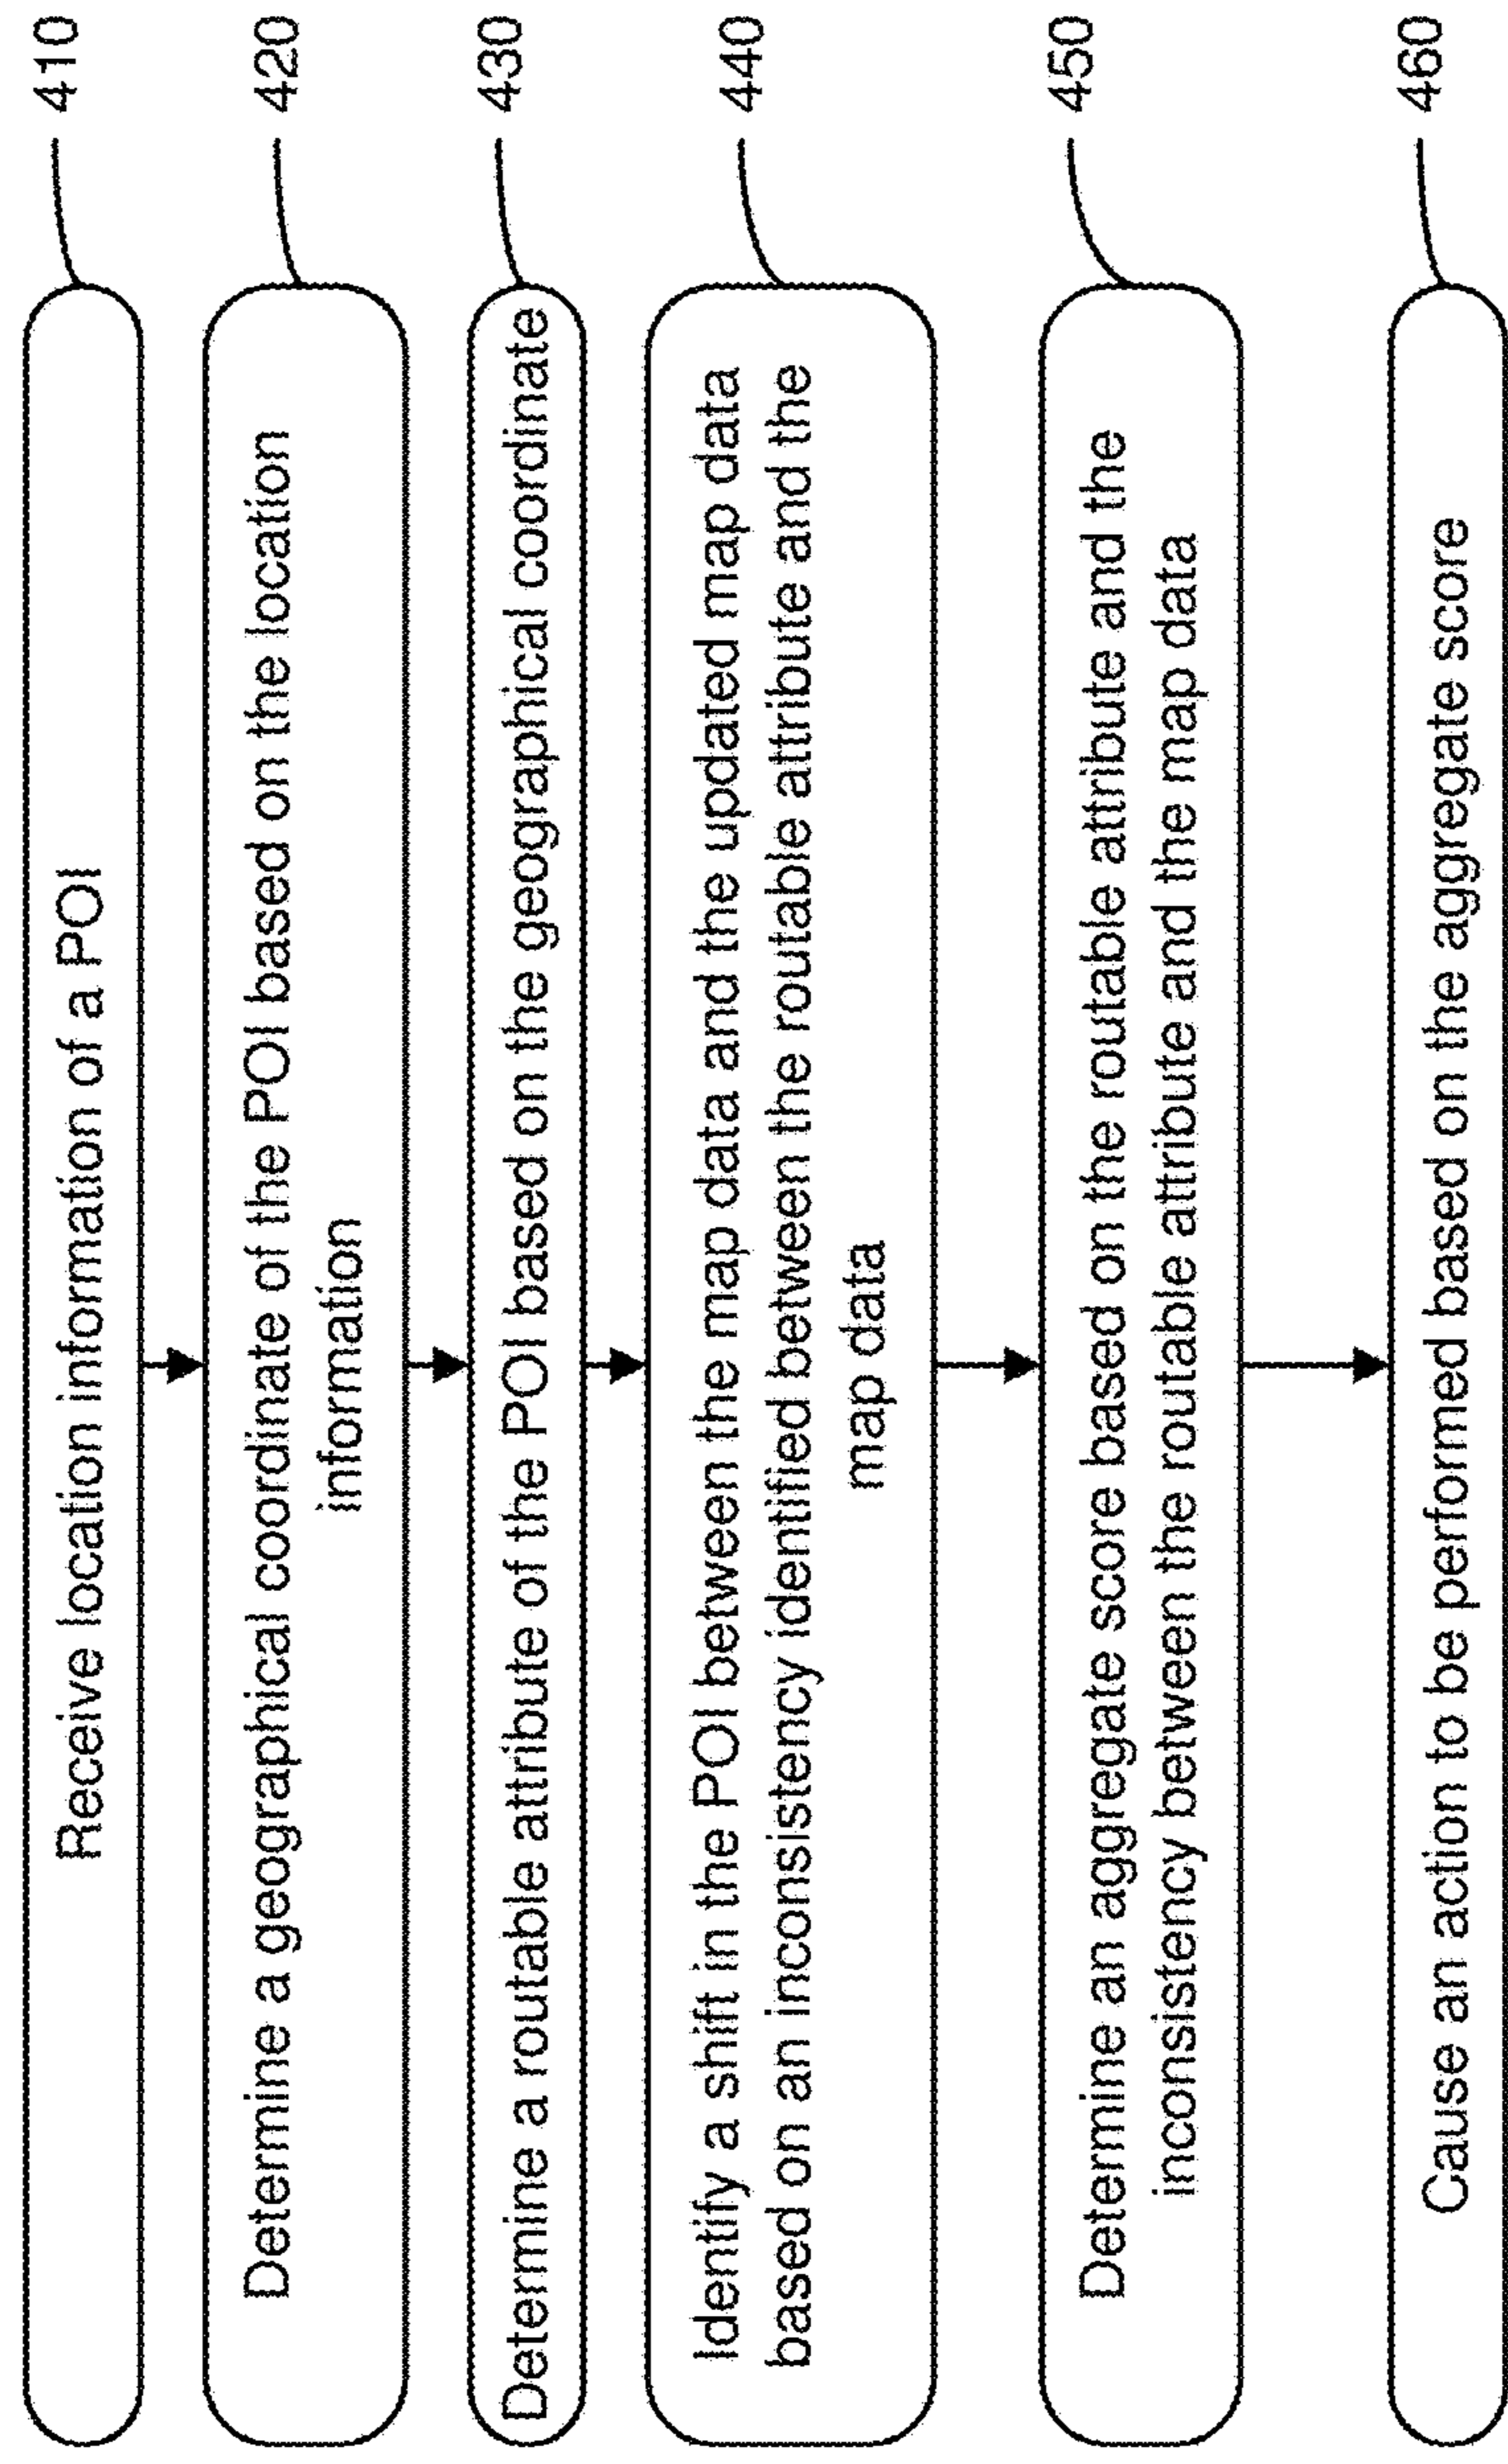 Receive location information of a POI
410
Determine a geographical coordinate of the POI based on the location
information
420
Determine a routable attribute of the POI based on the geographical coordinate
430
Identify a shift in the POI between the map data and the updated map data
based on an inconsistency identified between the routable attribute and the
map data
440
Determine an aggregate score based on the routable attribute and the
inconsistency between the routable attribute and the map data
450
Cause an action to be performed based on the aggregate score
460